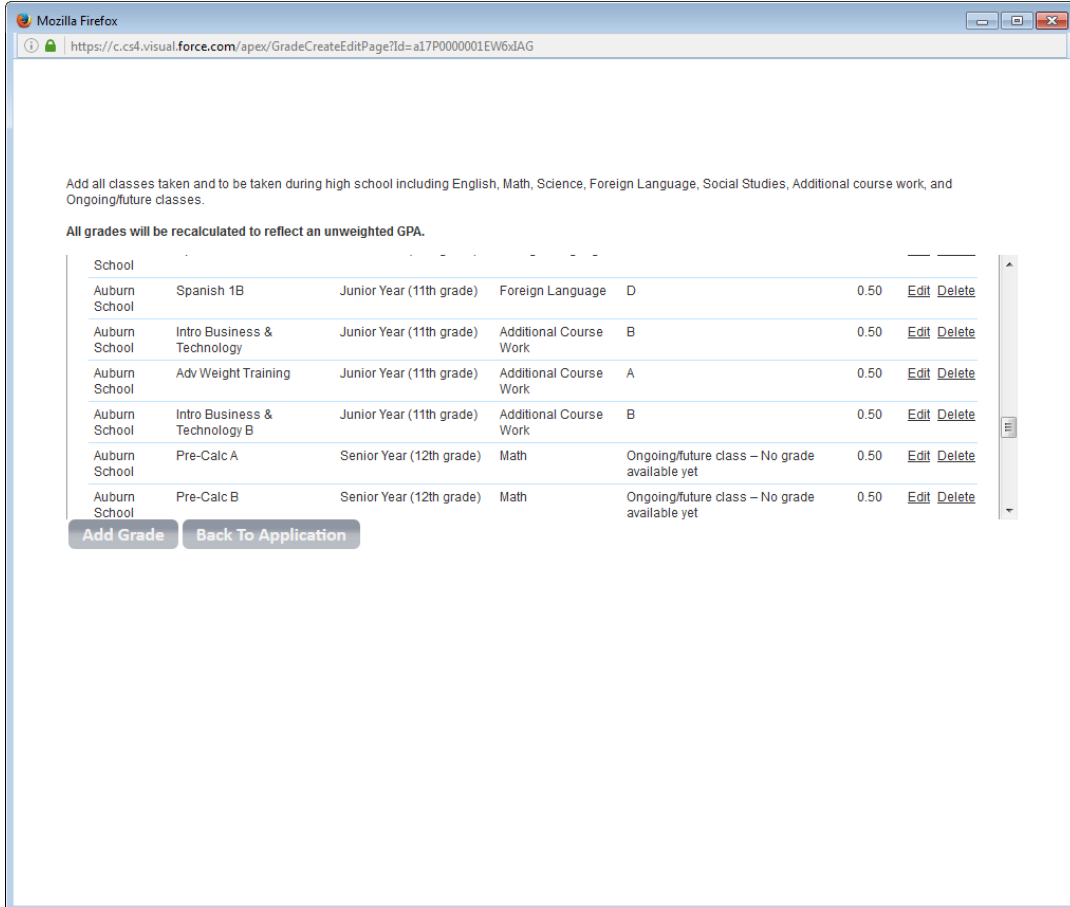 Mozilla Firefox
https://c.cs4.visual.force.com/apex/GradeCreateEditPage?Id=a17P0000001EW6xIAG
Add all classes taken and to be taken during high school including English, Math, Science, Foreign Language, Social Studies, Additional course work, and
Ongoing/future classes.
All grades will be recalculated to reflect an unweighted GPA.
School
Auburn Spanish 1B Junior Year (11th grade) Foreign Language D 0.50 Edit Delete
School
Auburn Intro Business & Junior Year (11th grade) Additional Course B 0.50 Edit Delete
School Technology Work
Auburn Adv Weight Training Junior Year (11th grade) Additional Course A 0.50 Edit Delete
School Work
Auburn Intro Business & Junior Year (11th grade) Additional Course B 0.50 Edit Delete
School Technology B Work
Auburn Pre-Calc A Senior Year (12th grade) Math Ongoing/future class – No grade 0.50 Edit Delete
School available yet
Auburn Pre-Calc B Senior Year (12th grade) Math Ongoing/future class – No grade 0.50 Edit Delete
School available yet
Add Grade Back To Application